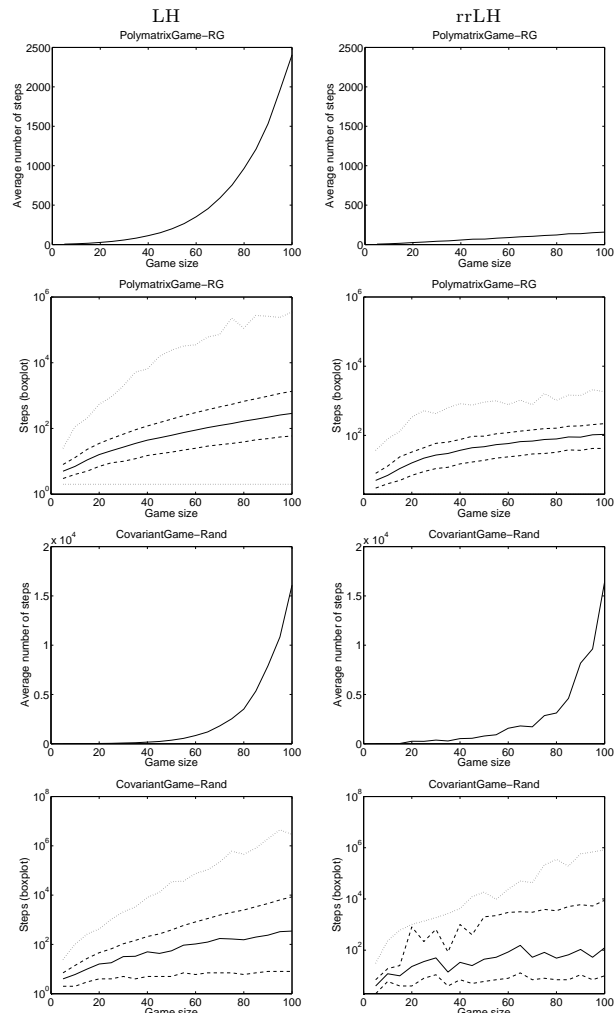 LH rrLH
PolymatrixGame−RG PolymatrixGame−RG
2500 2500
2000 2000
1500 1500
1000 1000
500 500
0 0
0 20 40 60 80 100 0 20 40 60 80 100
Average number of steps Average number of steps
Game size Game size
PolymatrixGame−RG PolymatrixGame−RG
10^6 10^6
10^4 10^4
10^2 10^2
10^0
0 20 40 60 80 100 0 20 40 60 80 100
Steps (boxplot) Steps (boxplot)
Game size Game size
CovariantGame−Rand CovariantGame−Rand
x 10^4 x 10^4
2 2
1.5 1.5
1 1
0.5 0.5
0 0
0 20 40 60 80 100 0 20 40 60 80 100
Average number of steps Average number of steps
Game size Game size
CovariantGame−Rand CovariantGame−Rand
10^8 10^8
10^6 10^6
10^4 10^4
10^2 10^2
10^0
0 20 40 60 80 100 0 20 40 60 80 100
Steps (boxplot) Steps (boxplot)
Game size Game size